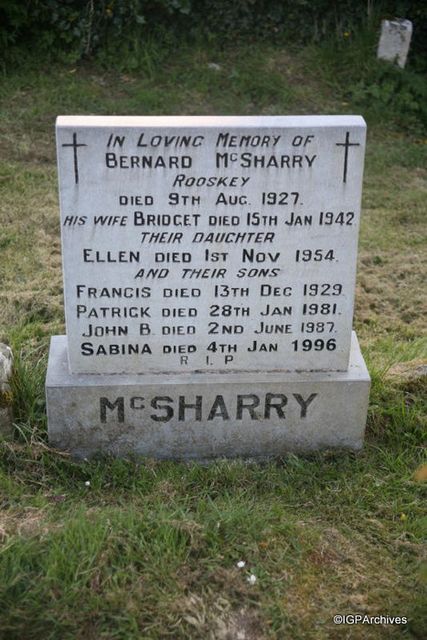 In Loving Memory of
Bernard McSharry
Rooskey
died 9th Aug. 1927.
his wife Bridget died 15th Jan 1942.
their daughter
Ellen died 1st Nov 1954.
and their sons
Francis died 13th Dec 1929.
Patrick died 28th Jan 1981.
John B. died 2nd June 1987.
Sabina died 4th Jan 1996
R I P
McSHARRY
©IGPArchives